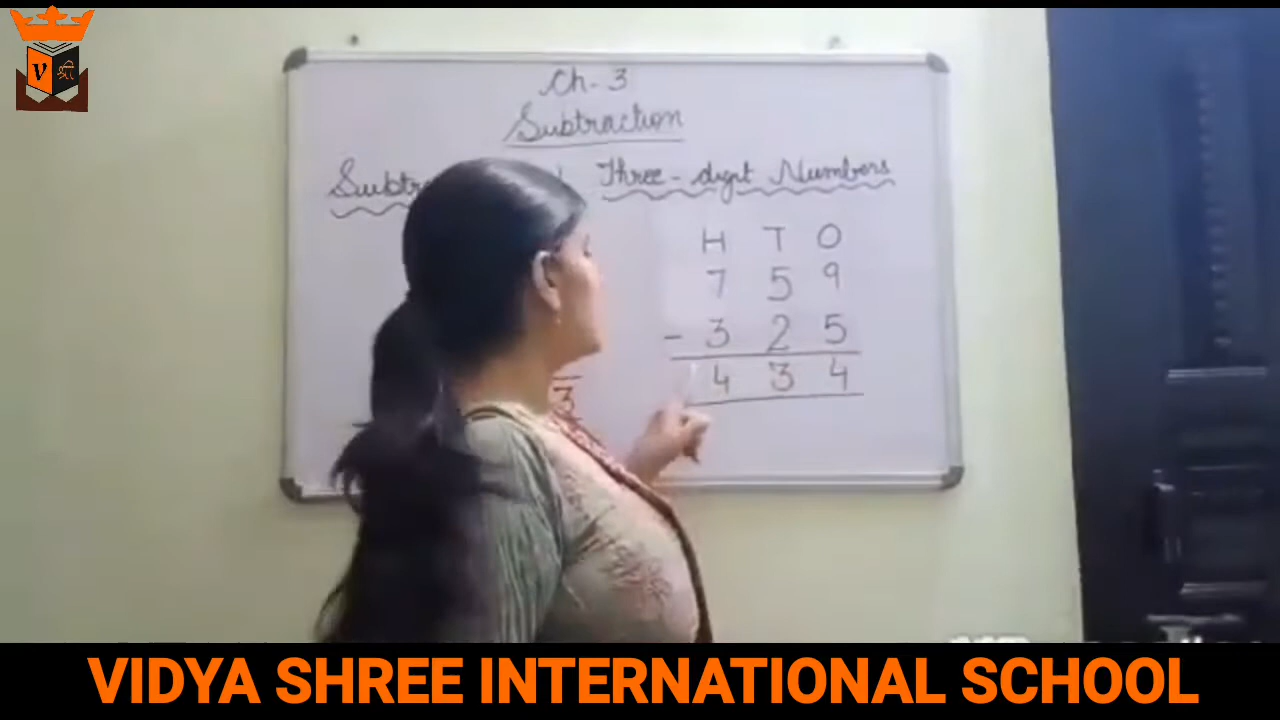 V श्री
Ch - 3
Subtraction
Three - digit Numbers
H T O
7 5 9
- 3 2 5
4 3 4
3
VIDYA SHREE INTERNATIONAL SCHOOL